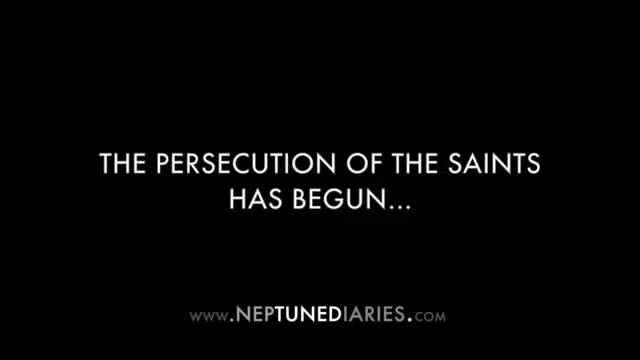 THE PERSECUTION OF THE SAINTS
HAS BEGUN...
www.NEPTUNEDIARIES.COM